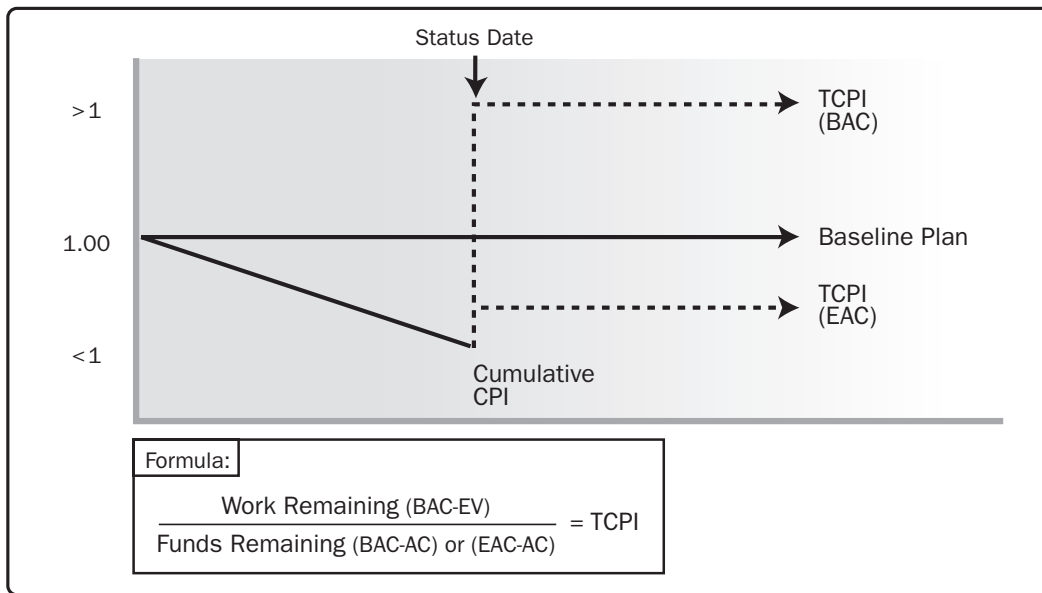 Status Date
>1
TCPI
(BAC)
1.00
Baseline Plan
TCPI
(EAC)
<1
Cumulative
CPI
Formula:
Work Remaining (BAC-EV)
= TCPI
Funds Remaining (BAC-AC) or (EAC-AC)